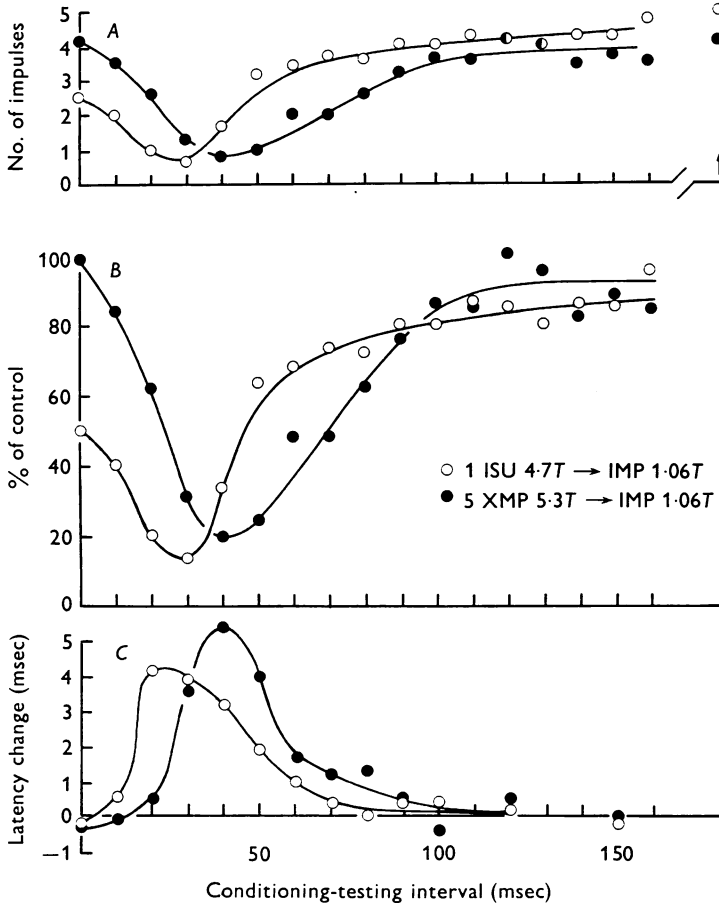 A
No. of impulses
5
4
3
2
1
0
B
% of control
100
80
60
40
20
0
1 ISU 4·7T → IMP 1·06T
5 XMP 5·3T → IMP 1·06T
C
Latency change (msec)
5
4
3
2
1
0
−1
50
100
150
Conditioning-testing interval (msec)